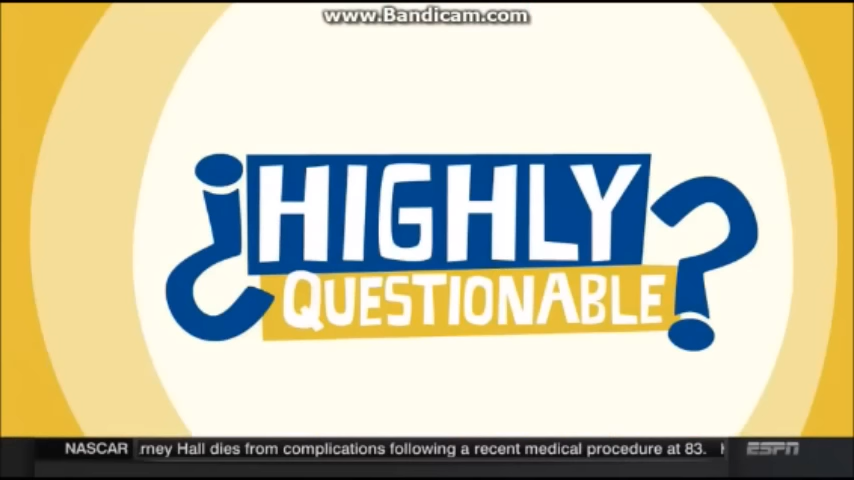 www.Bandicam.com
¿HIGHLY
QUESTIONABLE?
NASCAR rney Hall dies from complications following a recent medical procedure at 83. ESPN